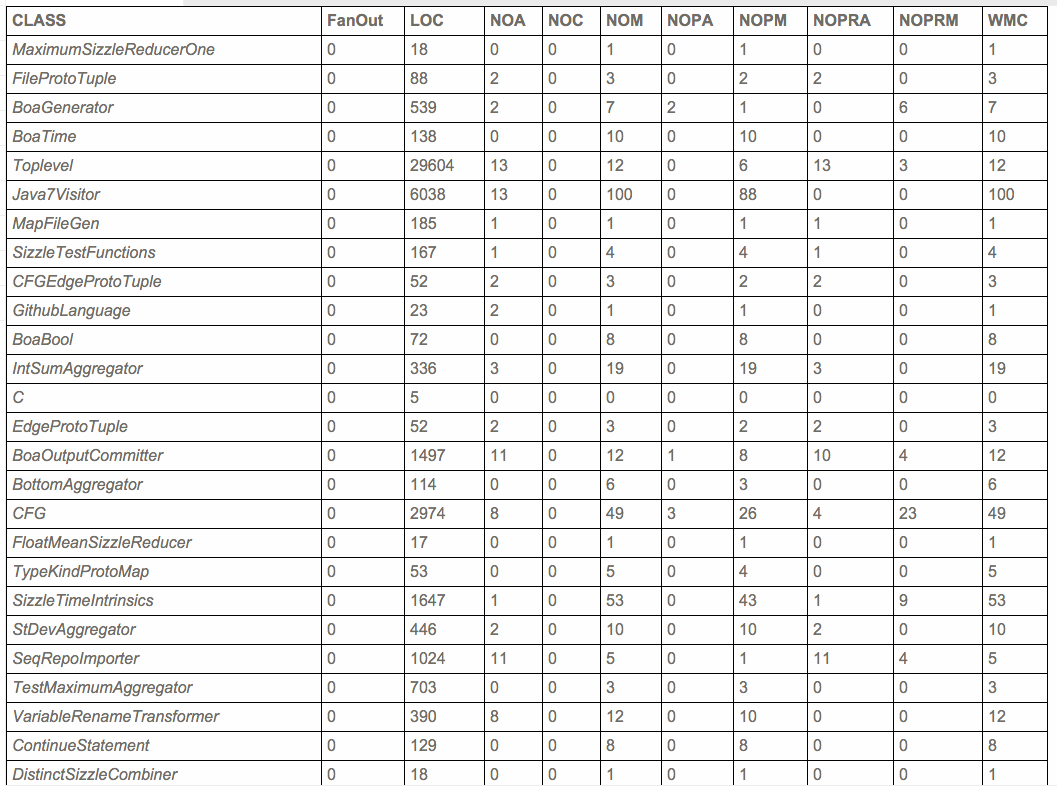 CLASS FanOut LOC NOA NOC NOM NOPA NOPM NOPRA NOPRM WMC
MaximumSizzleReducerOne 0 18 0 0 1 0 1 0 0 1
FileProtoTuple 0 88 2 0 3 0 2 2 0 3
BoaGenerator 0 539 2 0 7 2 1 0 6 7
BoaTime 0 138 0 0 10 0 10 0 0 10
Toplevel 0 29604 13 0 12 0 6 13 3 12
Java7Visitor 0 6038 13 0 100 0 88 0 0 100
MapFileGen 0 185 1 0 1 0 1 1 0 1
SizzleTestFunctions 0 167 1 0 4 0 4 1 0 4
CFGEdgeProtoTuple 0 52 2 0 3 0 2 2 0 3
GithubLanguage 0 23 2 0 1 0 1 0 0 1
BoaBool 0 72 0 0 8 0 8 0 0 8
IntSumAggregator 0 336 3 0 19 0 19 3 0 19
C 0 5 0 0 0 0 0 0 0 0
EdgeProtoTuple 0 52 2 0 3 0 2 2 0 3
BoaOutputCommitter 0 1497 11 0 12 1 8 10 4 12
BottomAggregator 0 114 0 0 6 0 3 0 0 6
CFG 0 2974 8 0 49 3 26 4 23 49
FloatMeanSizzleReducer 0 17 0 0 1 0 1 0 0 1
TypeKindProtoMap 0 53 0 0 5 0 4 0 0 5
SizzleTimeIntrinsics 0 1647 1 0 53 0 43 1 9 53
StDevAggregator 0 446 2 0 10 0 10 2 0 10
SeqRepoImporter 0 1024 11 0 5 0 1 11 4 5
TestMaximumAggregator 0 703 0 0 3 0 3 0 0 3
VariableRenameTransformer 0 390 8 0 12 0 10 0 0 12
ContinueStatement 0 129 0 0 8 0 8 0 0 8
DistinctSizzleCombiner 0 18 0 0 1 0 1 0 0 1